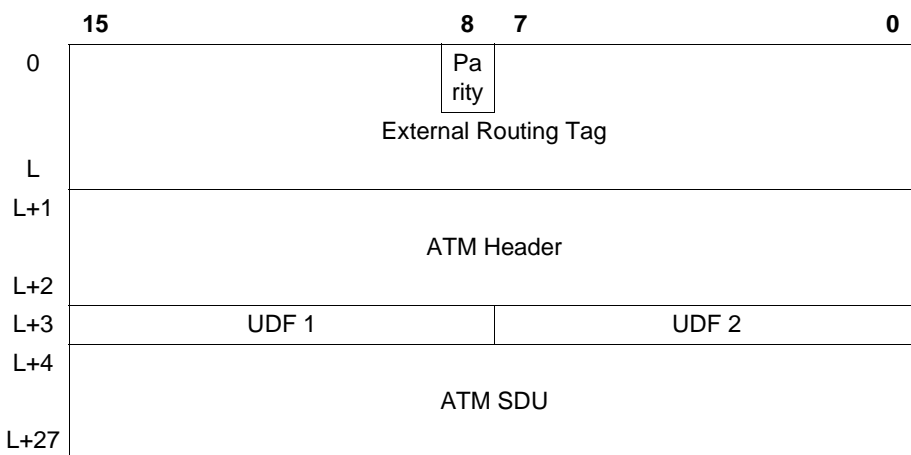 15 8 7 0
0 Pa
rity
External Routing Tag
L
L+1
ATM Header
L+2
L+3 UDF 1 UDF 2
L+4
ATM SDU
L+27